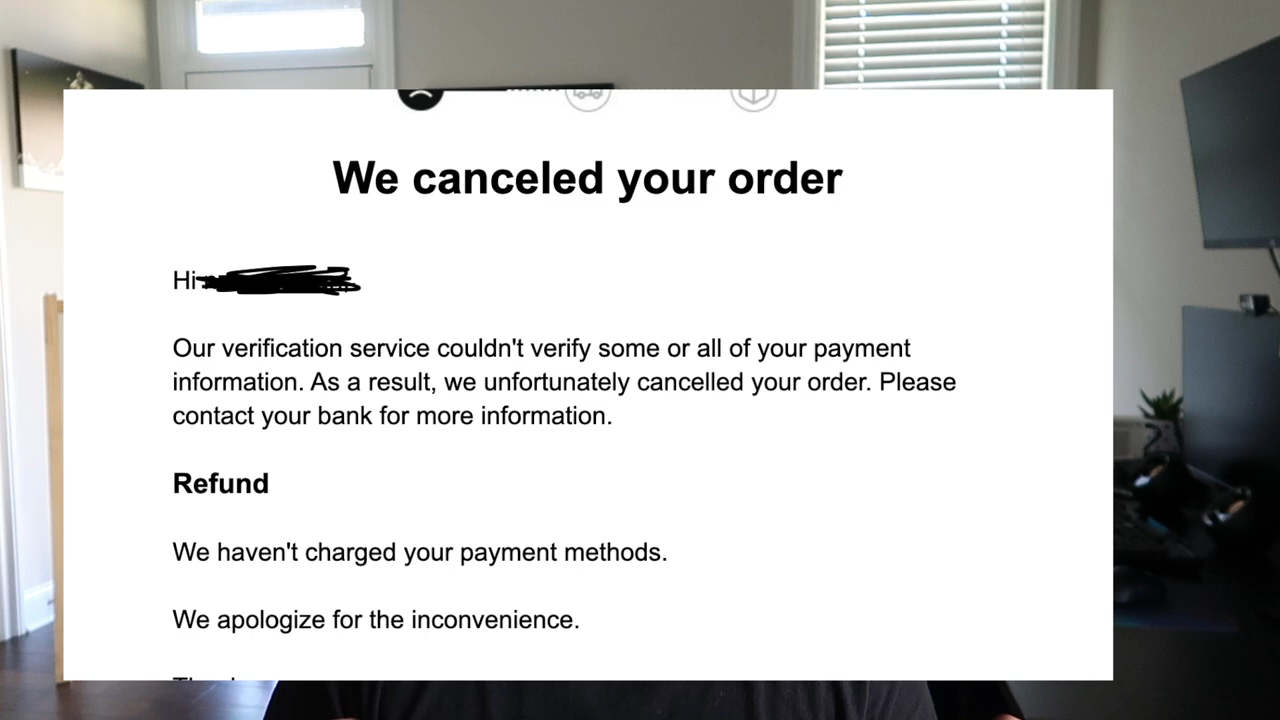 We canceled your order
Hi
Our verification service couldn't verify some or all of your payment
information. As a result, we unfortunately cancelled your order. Please
contact your bank for more information.
Refund
We haven't charged your payment methods.
We apologize for the inconvenience.